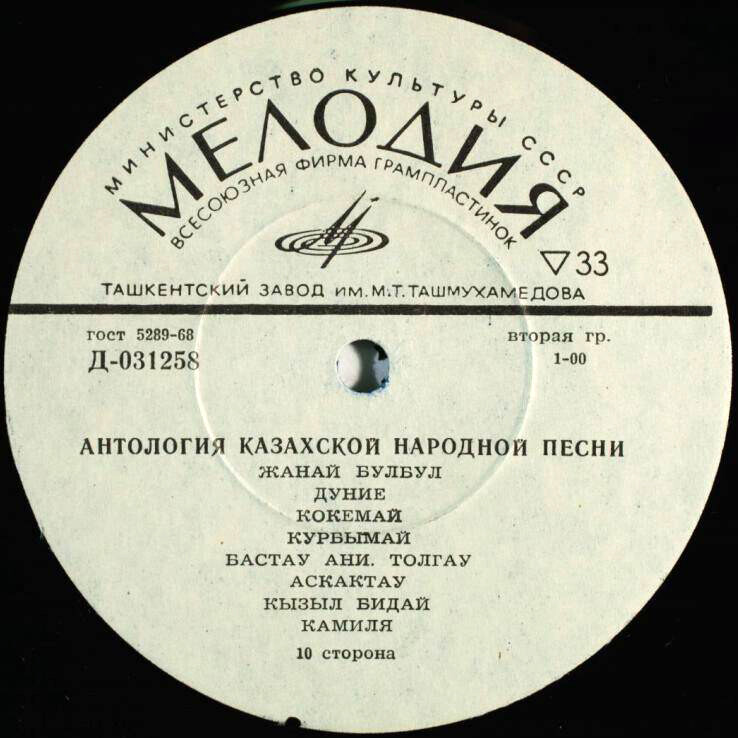 МИНИСТЕРСТВО КУЛЬТУРЫ СССР
МЕЛОДИЯ
ВСЕСОЮЗНАЯ ФИРМА ГРАМПЛАСТИНОК
▽33
ТАШКЕНТСКИЙ ЗАВОД ИМ. М.Т. ТАШМУХАМЕДОВА
гост 5289-68
Д-031258
вторая гр.
1-00
АНТОЛОГИЯ КАЗАХСКОЙ НАРОДНОЙ ПЕСНИ
ЖАНАЙ БУЛБУЛ
ДУНИЕ
КОКЕМАЙ
КУРБЫМАЙ
БАСТАУ АНИ. ТОЛГАУ
АСКАКТАУ
КЫЗЫЛ БИДАЙ
КАМИЛЯ
10 сторона